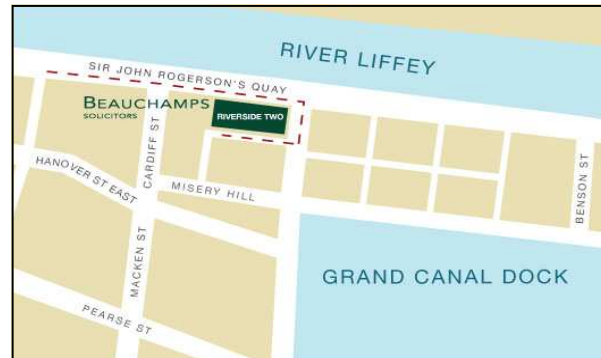 RIVER LIFFEY
SIR JOHN ROGERSON'S QUAY
BEAUCHAMPS
SOLICITORS
RIVERSIDE TWO
CARDIFF ST
HANOVER ST EAST
MISERY HILL
BENSON ST
MACKEN ST
GRAND CANAL DOCK
PEARSE ST